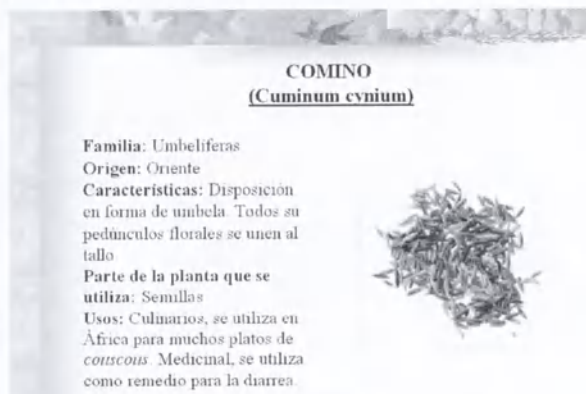 COMINO
(Cuminum cynium)
Familia: Umbelíferas
Origen: Oriente
Características: Disposición
en forma de umbela. Todos su
pedúnculos florales se unen al
tallo
Parte de la planta que se
utiliza: Semillas
Usos: Culinarios, se utiliza en
África para muchos platos de
couscous. Medicinal, se utiliza
como remedio para la diarrea.